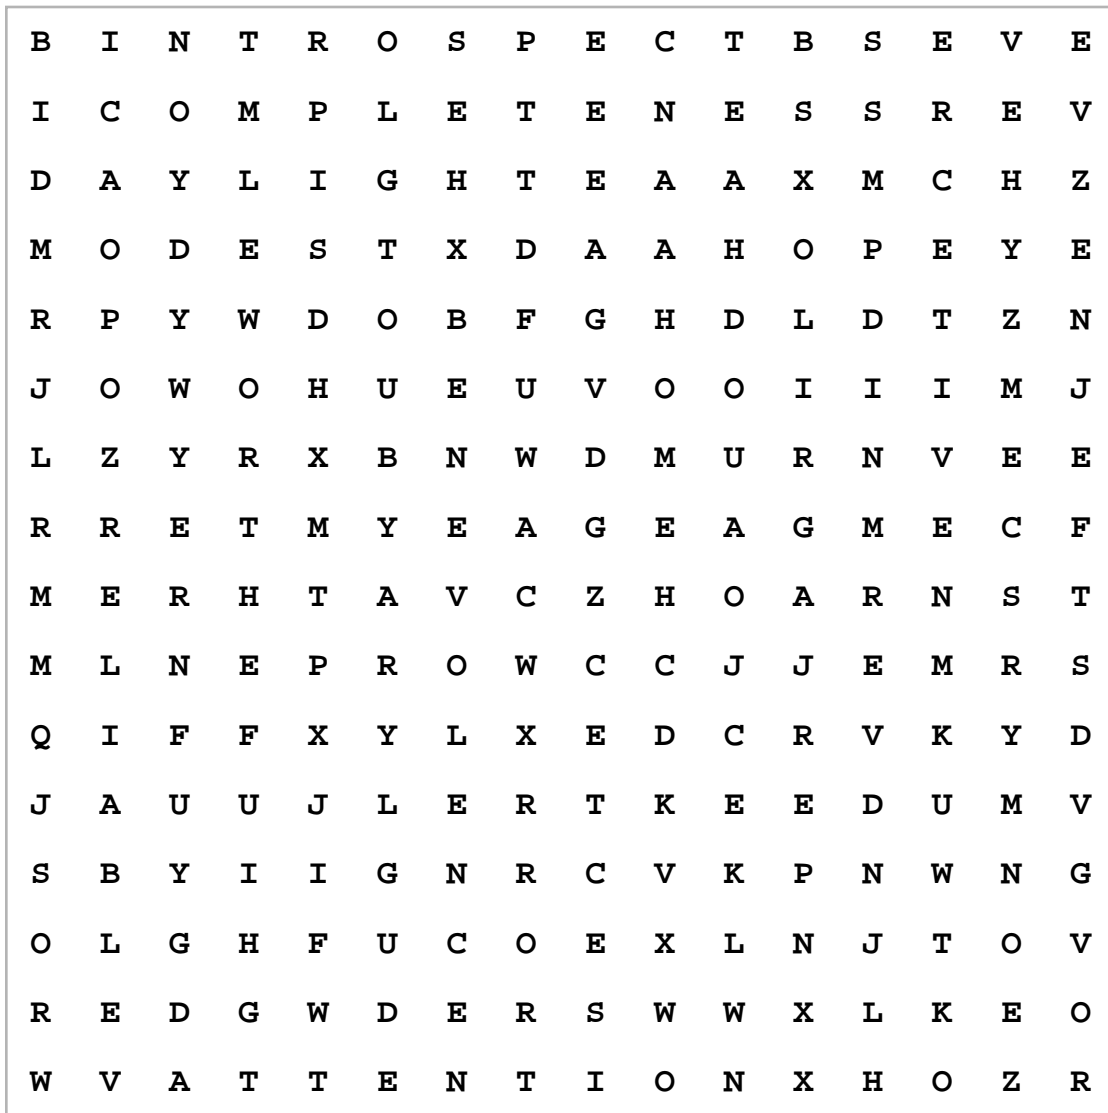 B I N T R O S P E C T B S E V E
I C O M P L E T E N E S S R E V
D A Y L I G H T E A A X M C H Z
M O D E S T X D A A H O P E Y E
R P Y W D O B F G H D L D T Z N
J O W O H U E U V O O I I I M J
L Z Y R X B N W D M U R N V E E
R R E T M Y E A G E A G M E C F
M E R H T A V C Z H O A R N S T
M L N E P R O W C C J J E M R S
Q I F F X Y L X E D C R V K Y D
J A U U J L E R T K E E D U M V
S B Y I I G N R C V K P N W N G
O L G H F U C O E X L N J T O V
R E D G W D E R S W W X L K E O
W V A T T E N T I O N X H O Z R